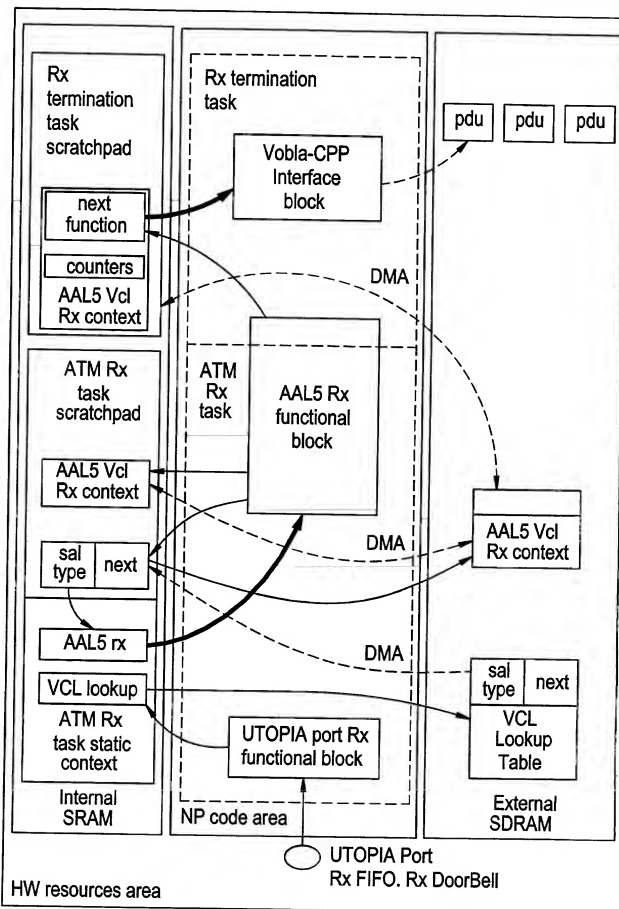 Rx
termination
task
scratchpad
next
function
counters
AAL5 Vcl
Rx context
ATM Rx
task
scratchpad
AAL5 Vcl
Rx context
sal
type
next
AAL5 rx
VCL lookup
ATM Rx
task static
context
Internal
SRAM
Rx termination
task
Vobla-CPP
Interface
block
DMA
ATM
Rx
task
AAL5 Rx
functional
block
DMA
DMA
UTOPIA port Rx
functional block
NP code area
pdu
pdu
pdu
AAL5 Vcl
Rx context
sal
type
next
VCL
Lookup
Table
External
SDRAM
UTOPIA Port
Rx FIFO. Rx DoorBell
HW resources area